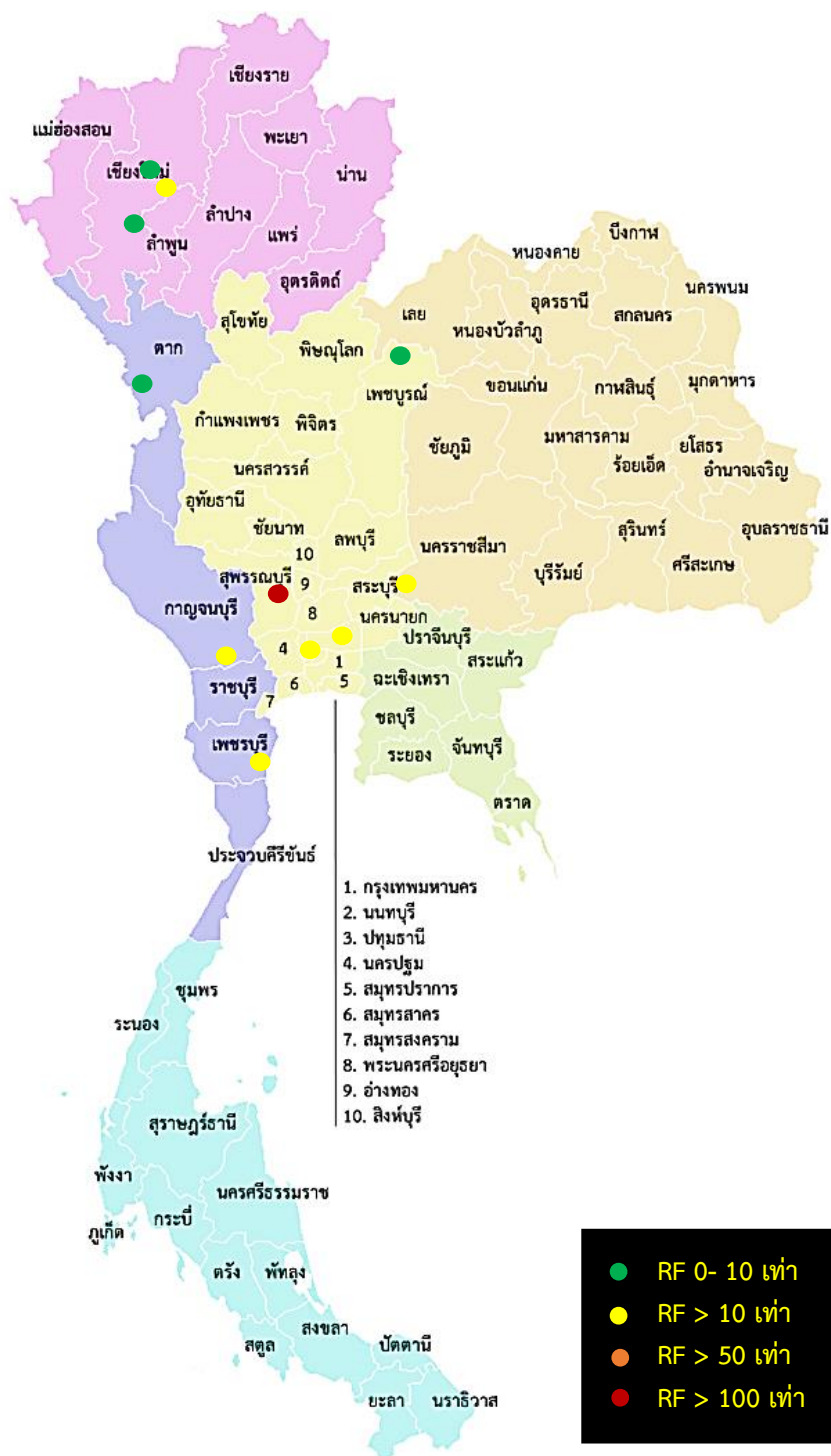 เชียงราย
แม่ฮ่องสอน
พะเยา
เชียงใหม่
น่าน
ลำปาง
ลำพูน
แพร่
อุตรดิตถ์
บึงกาฬ
หนองคาย
นครพนม
อุดรธานี
เลย
สกลนคร
สุโขทัย
หนองบัวลำภู
ตาก
พิษณุโลก
เพชบูรณ์
ขอนแก่น
กาฬสินธุ์
มุกดาหาร
กำแพงเพชร
พิจิตร
ชัยภูมิ
มหาสารคาม
ยโสธร
ร้อยเอ็ด
อำนาจเจริญ
นครสวรรค์
อุทัยธานี
ชัยนาท
ลพบุรี
นครราชสีมา
สุรินทร์
อุบลราชธานี
10
สุพรรณบุรี
9
สระบุรี
บุรีรัมย์
ศรีสะเกษ
กาญจนบุรี
8
นครนายก
ปราจีนบุรี
4
1
สระแก้ว
ราชบุรี
6
5
ฉะเชิงเทรา
7
ชลบุรี
เพชรบุรี
ระยอง
จันทบุรี
ตราด
ประจวบคีรีขันธ์
1. กรุงเทพมหานคร
2. นนทบุรี
3. ปทุมธานี
4. นครปฐม
5. สมุทรปราการ
6. สมุทรสาคร
7. สมุทรสงคราม
8. พระนครศรีอยุธยา
9. อ่างทอง
10. สิงห์บุรี
ชุมพร
ระนอง
สุราษฎร์ธานี
พังงา
นครศรีธรรมราช
กระบี่
ภูเก็ต
ตรัง
พัทลุง
สงขลา
สตูล
ปัตตานี
ยะลา
นราธิวาส
RF 0- 10 เท่า
RF > 10 เท่า
RF > 50 เท่า
RF > 100 เท่า